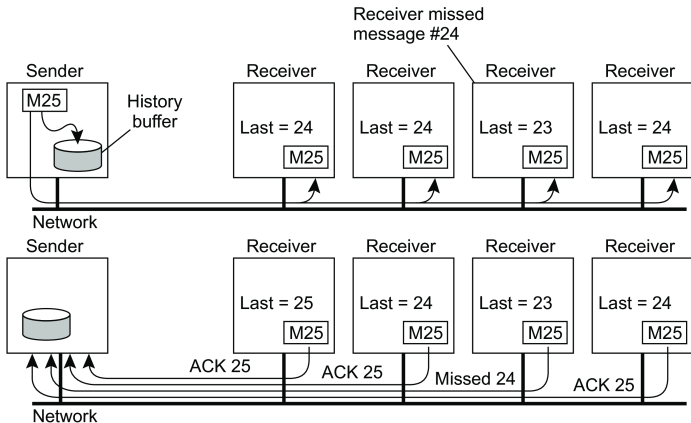 Receiver missed
message #24
Sender
Receiver
Receiver
Receiver
Receiver
M25
History
buffer
Last = 24
Last = 24
Last = 23
Last = 24
M25
M25
M25
M25
Network
Sender
Receiver
Receiver
Receiver
Receiver
Last = 25
Last = 24
Last = 23
Last = 24
M25
M25
M25
M25
ACK 25
ACK 25
Missed 24
ACK 25
Network